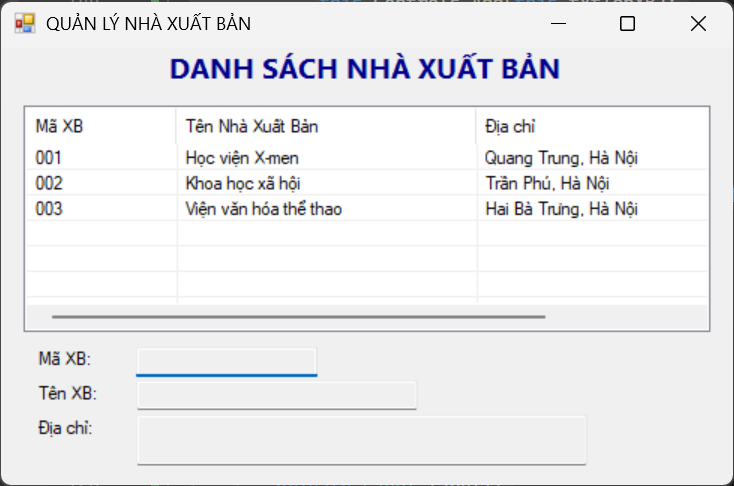 QUẢN LÝ NHÀ XUẤT BẢN
DANH SÁCH NHÀ XUẤT BẢN
Mã XB Tên Nhà Xuất Bản Địa chỉ
001 Học viện X-men Quang Trung, Hà Nội
002 Khoa học xã hội Trần Phú, Hà Nội
003 Viện văn hóa thể thao Hai Bà Trưng, Hà Nội
Mã XB:
Tên XB:
Địa chỉ: